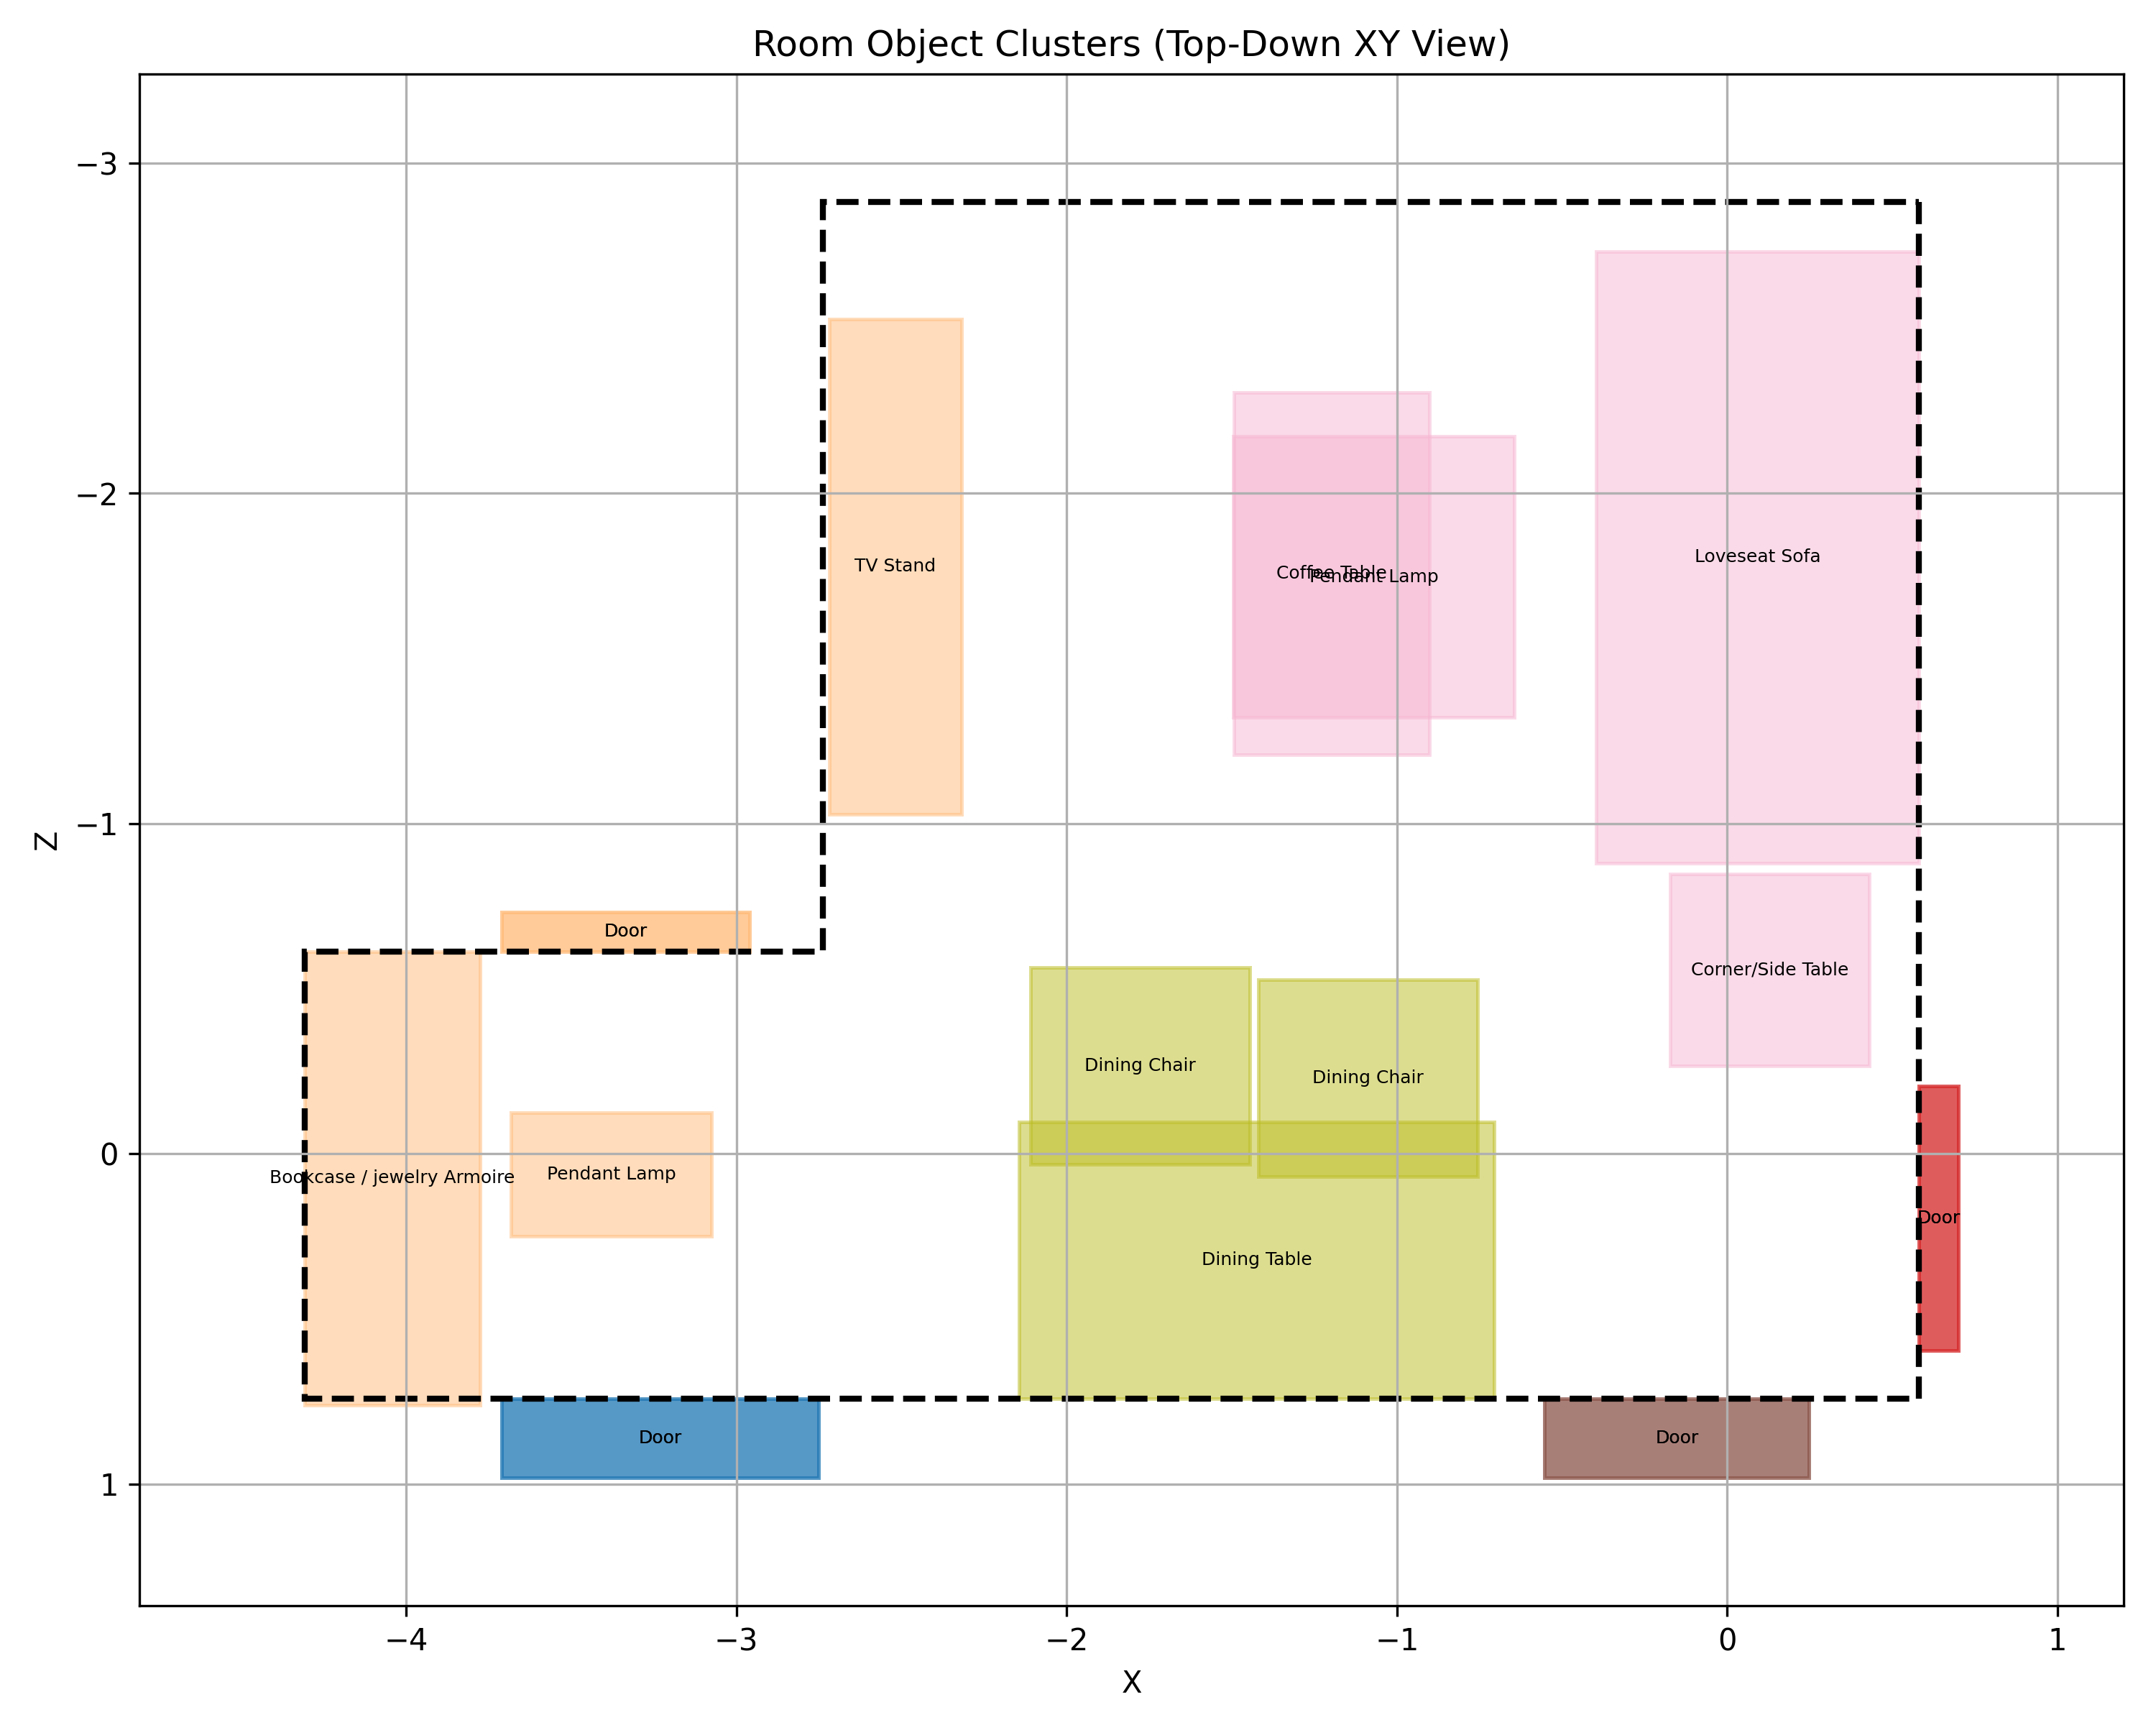 Room Object Clusters (Top-Down XY View)
−3
−2
−1
0
1
Z
TV Stand
Coffee Table
Pendant Lamp
Loveseat Sofa
Door
Corner/Side Table
Dining Chair
Dining Chair
Bookcase / jewelry Armoire
Pendant Lamp
Door
Dining Table
Door
Door
−4
−3
−2
−1
0
1
X